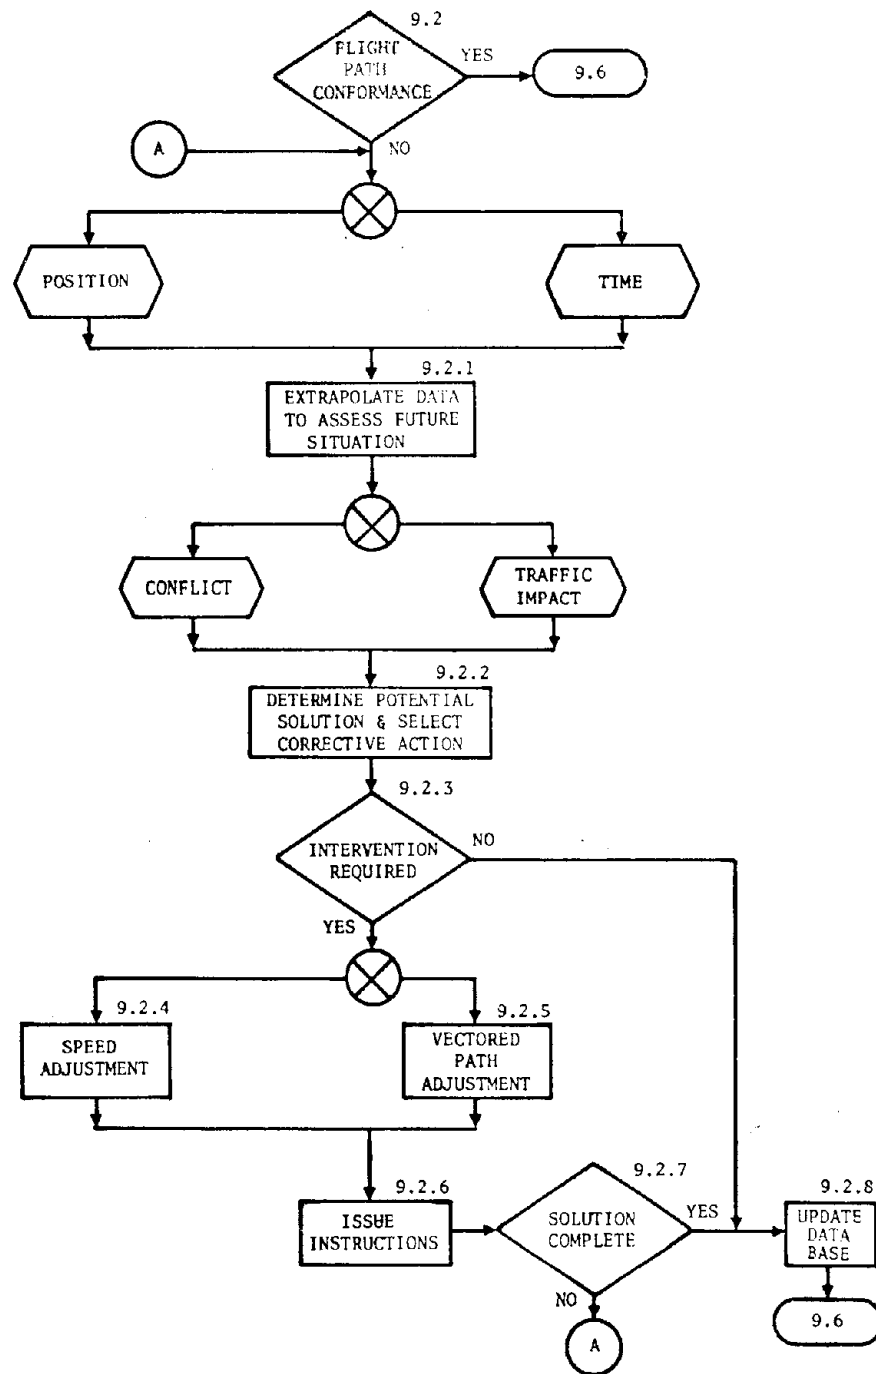 9.2
FLIGHT
PATH
CONFORMANCE
YES
9.6
A
NO
POSITION
TIME
9.2.1
EXTRAPOLATE DATA
TO ASSESS FUTURE
SITUATION
CONFLICT
TRAFFIC
IMPACT
9.2.2
DETERMINE POTENTIAL
SOLUTION & SELECT
CORRECTIVE ACTION
9.2.3
INTERVENTION
REQUIRED
NO
YES
9.2.4
SPEED
ADJUSTMENT
9.2.5
VECTORED
PATH
ADJUSTMENT
9.2.6
ISSUE
INSTRUCTIONS
9.2.7
SOLUTION
COMPLETE
YES
NO
A
9.2.8
UPDATE
DATA
BASE
9.6